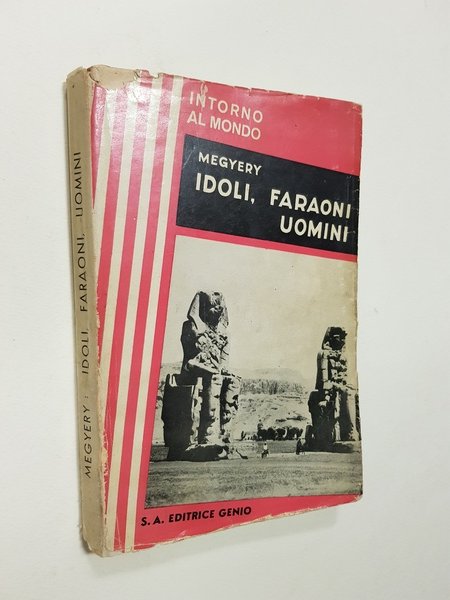 INTORNO
AL MONDO
MEGYERY
IDOLI, FARAONI
UOMINI
S.A. EDITRICE GENIO
MEGYERY: IDOLI, FARAONI, UOMINI